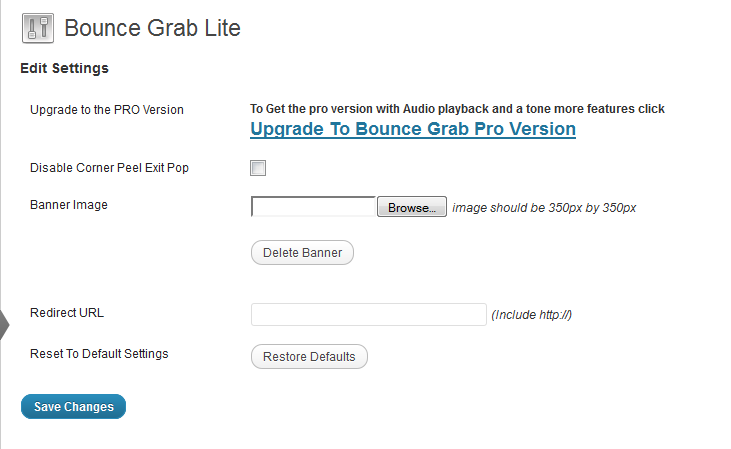 Bounce Grab Lite
Edit Settings
Upgrade to the PRO Version
To Get the pro version with Audio playback and a tone more features click
Upgrade To Bounce Grab Pro Version
Disable Corner Peel Exit Pop
Banner Image
Browse... image should be 350px by 350px
Delete Banner
Redirect URL
(Include http://)
Reset To Default Settings
Restore Defaults
Save Changes